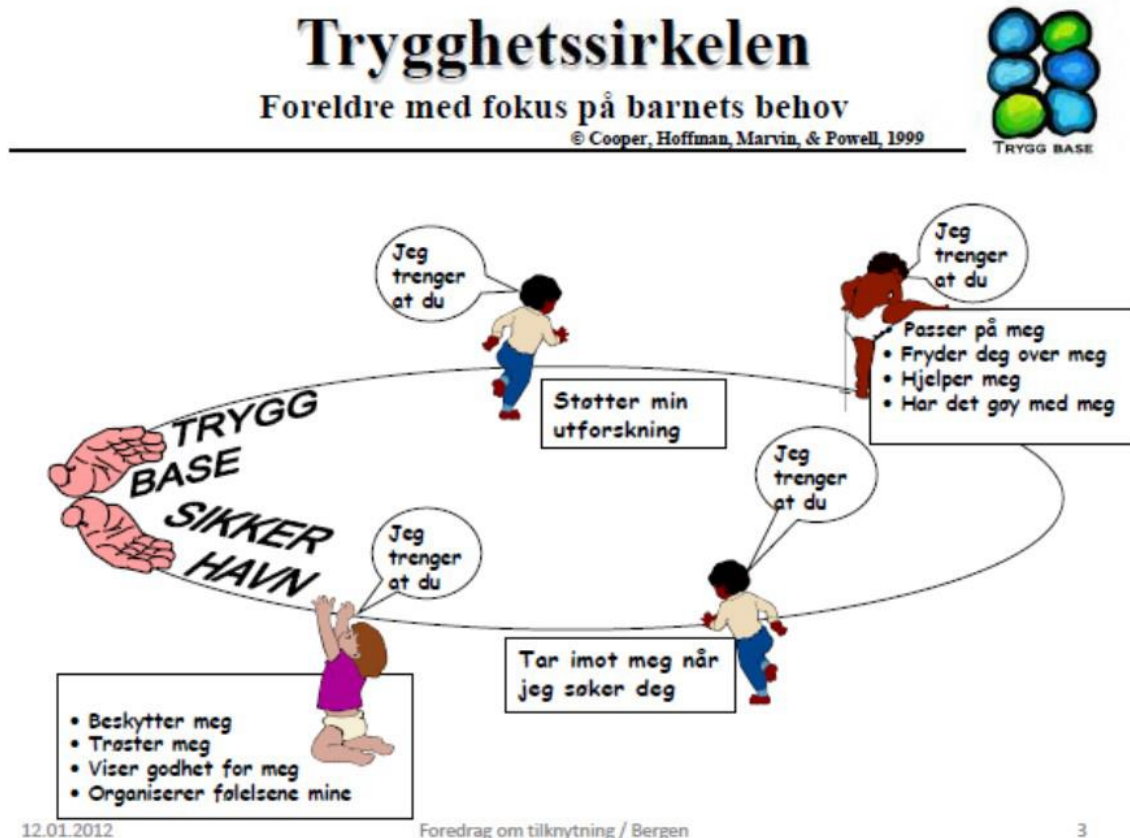 Trygghetssirkelen
Foreldre med fokus på barnets behov
© Cooper, Hoffman, Marvin, & Powell, 1999
TRYGG BASE
Jeg
trenger
at du
Støtter min
utforskning
Jeg
trenger
at du
• Passer på meg
• Fryder deg over meg
• Hjelper meg
• Har det gøy med meg
TRYGG
BASE
SIKKER
HAVN
Jeg
trenger
at du
Tar imot meg når
jeg søker deg
Jeg
trenger
at du
• Beskytter meg
• Trøster meg
• Viser godhet for meg
• Organiserer følelsene mine
12.01.2012
Foredrag om tilknytning / Bergen
3